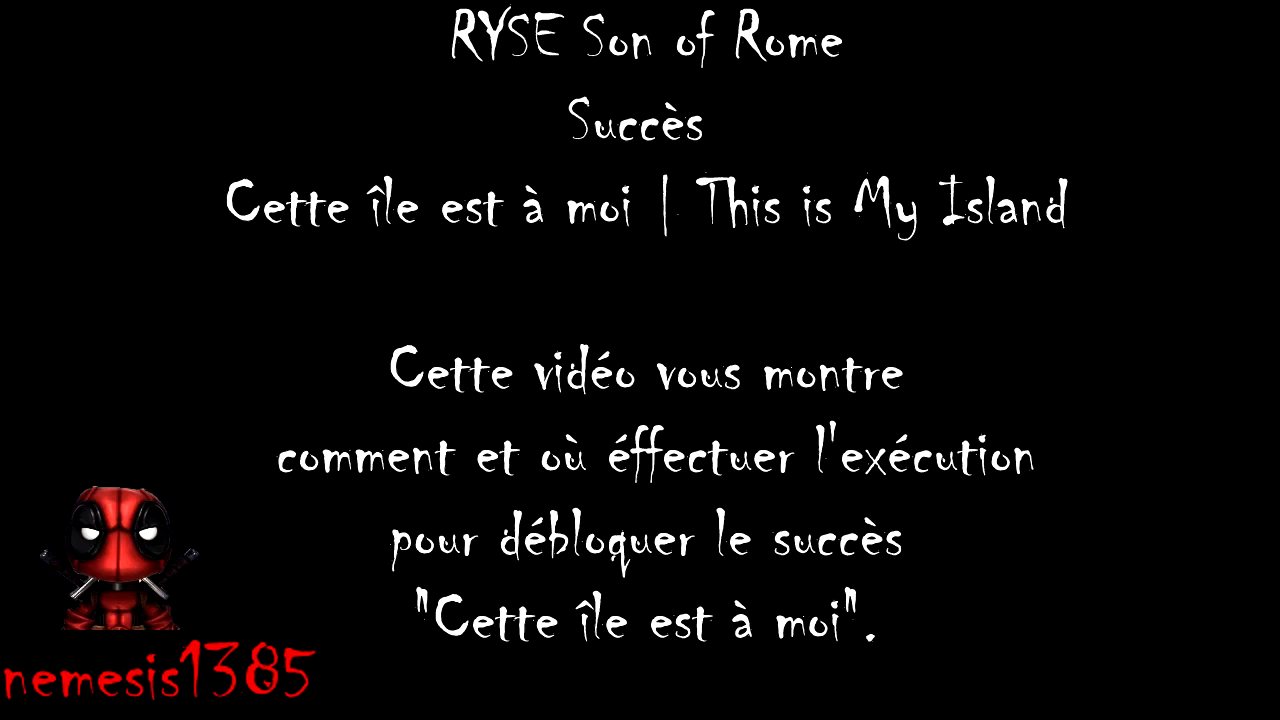 RYSE Son of Rome
Succès
Cette île est à moi | This is My Island
Cette vidéo vous montre
comment et où éffectuer l'exécution
pour débloquer le succès
"Cette île est à moi".
nemesis1385